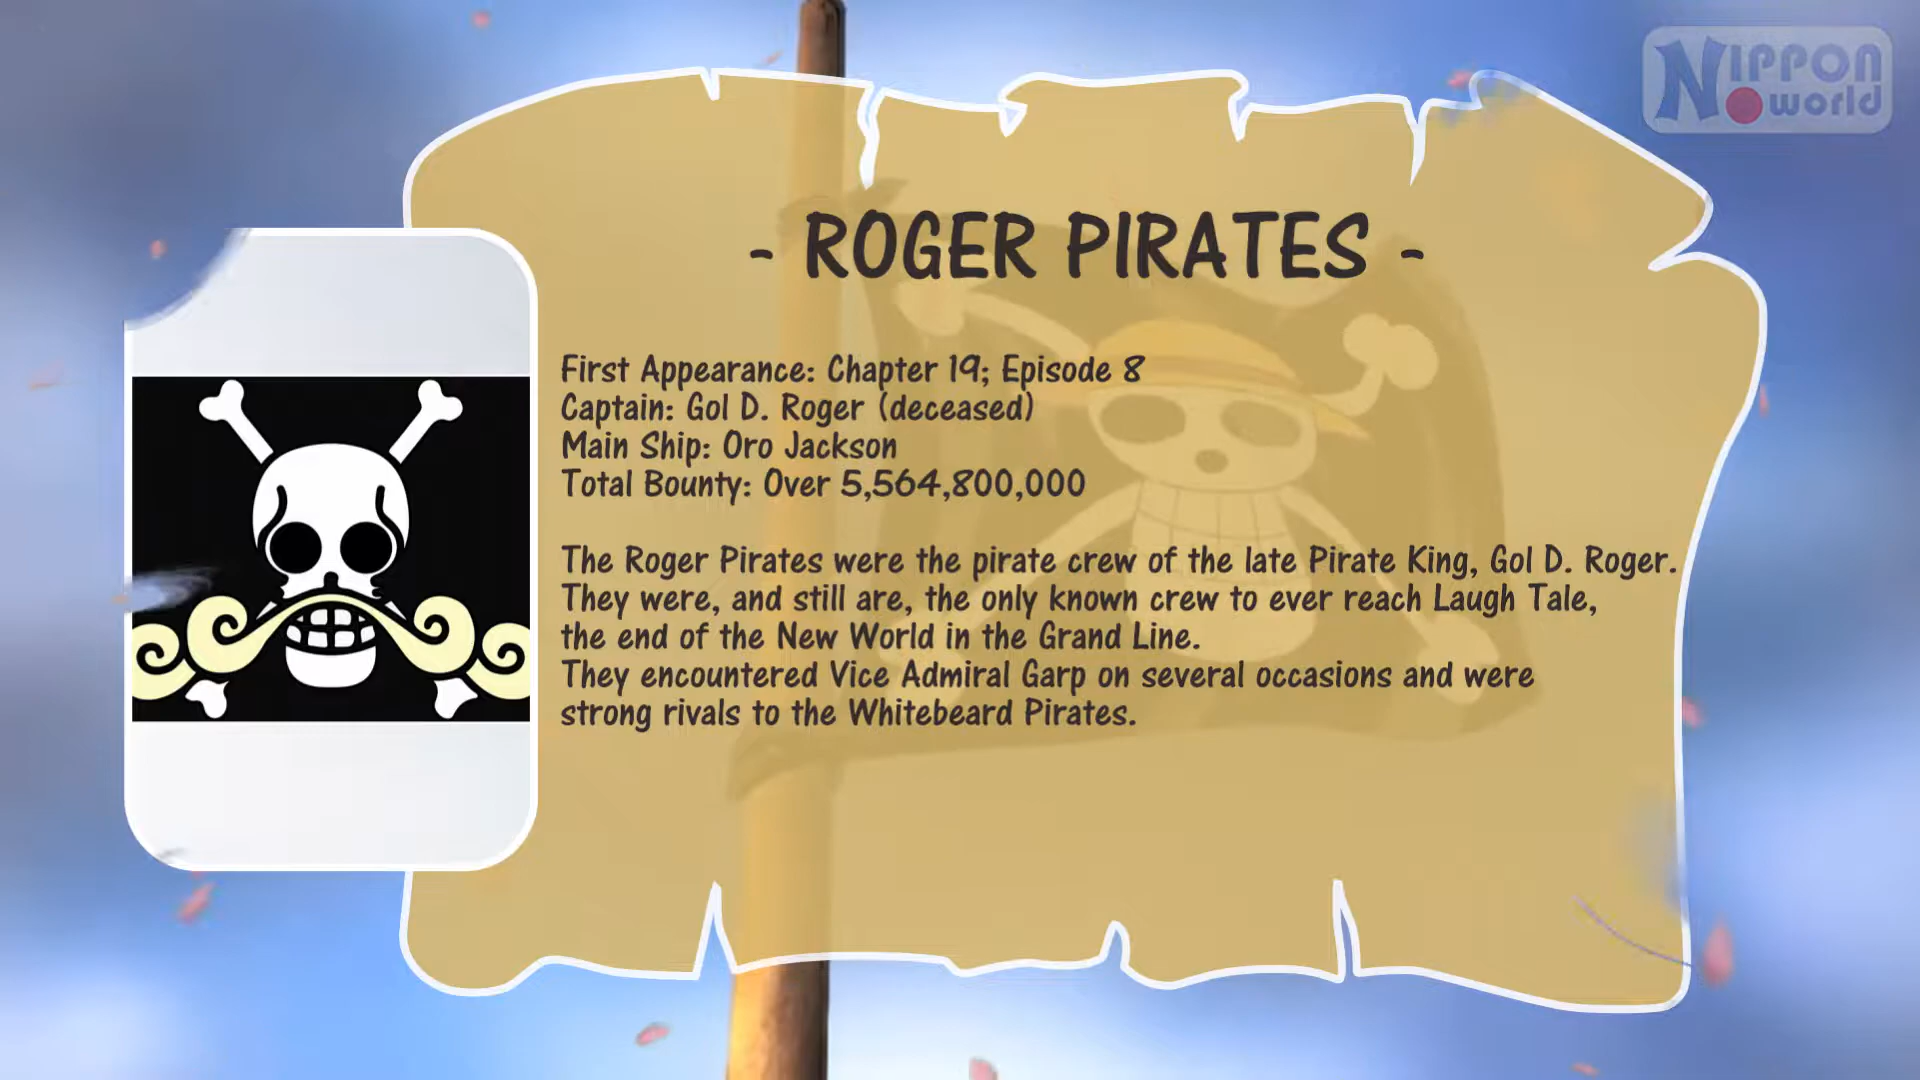 NIPPON
world
- ROGER PIRATES -
First Appearance: Chapter 19; Episode 8
Captain: Gol D. Roger (deceased)
Main Ship: Oro Jackson
Total Bounty: Over 5,564,800,000
The Roger Pirates were the pirate crew of the late Pirate King, Gol D. Roger.
They were, and still are, the only known crew to ever reach Laugh Tale,
the end of the New World in the Grand Line.
They encountered Vice Admiral Garp on several occasions and were
strong rivals to the Whitebeard Pirates.